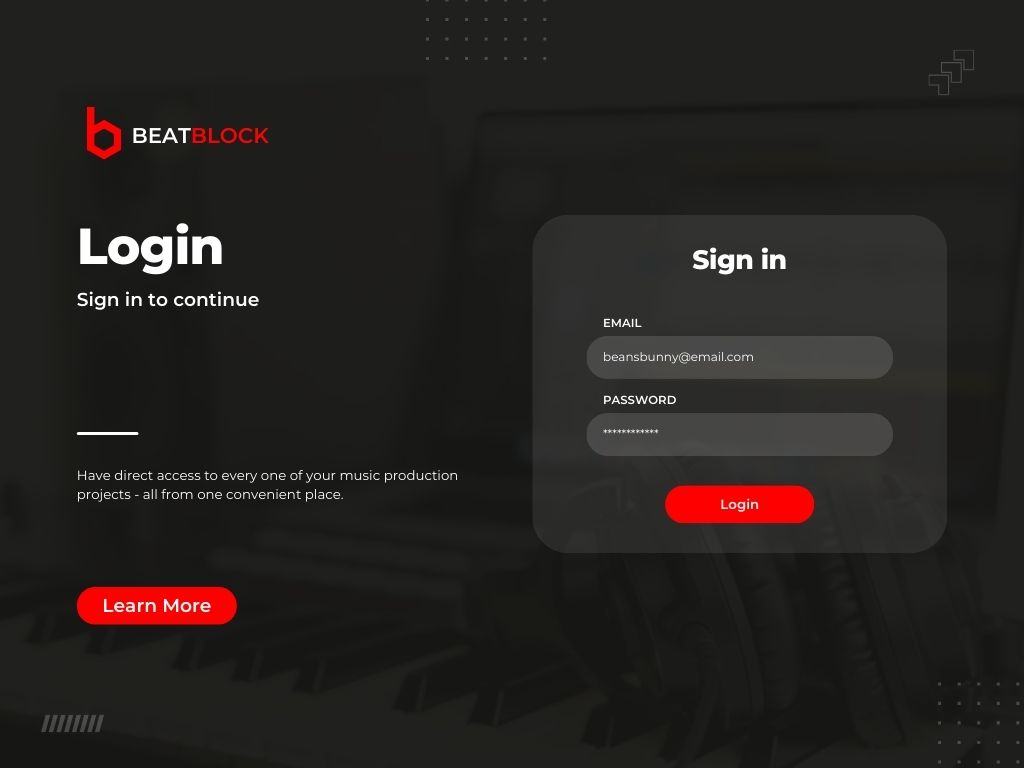 BEATBLOCK
Login
Sign in to continue
Have direct access to every one of your music production
projects - all from one convenient place.
Learn More
Sign in
EMAIL
beansbunny@email.com
PASSWORD
************
Login